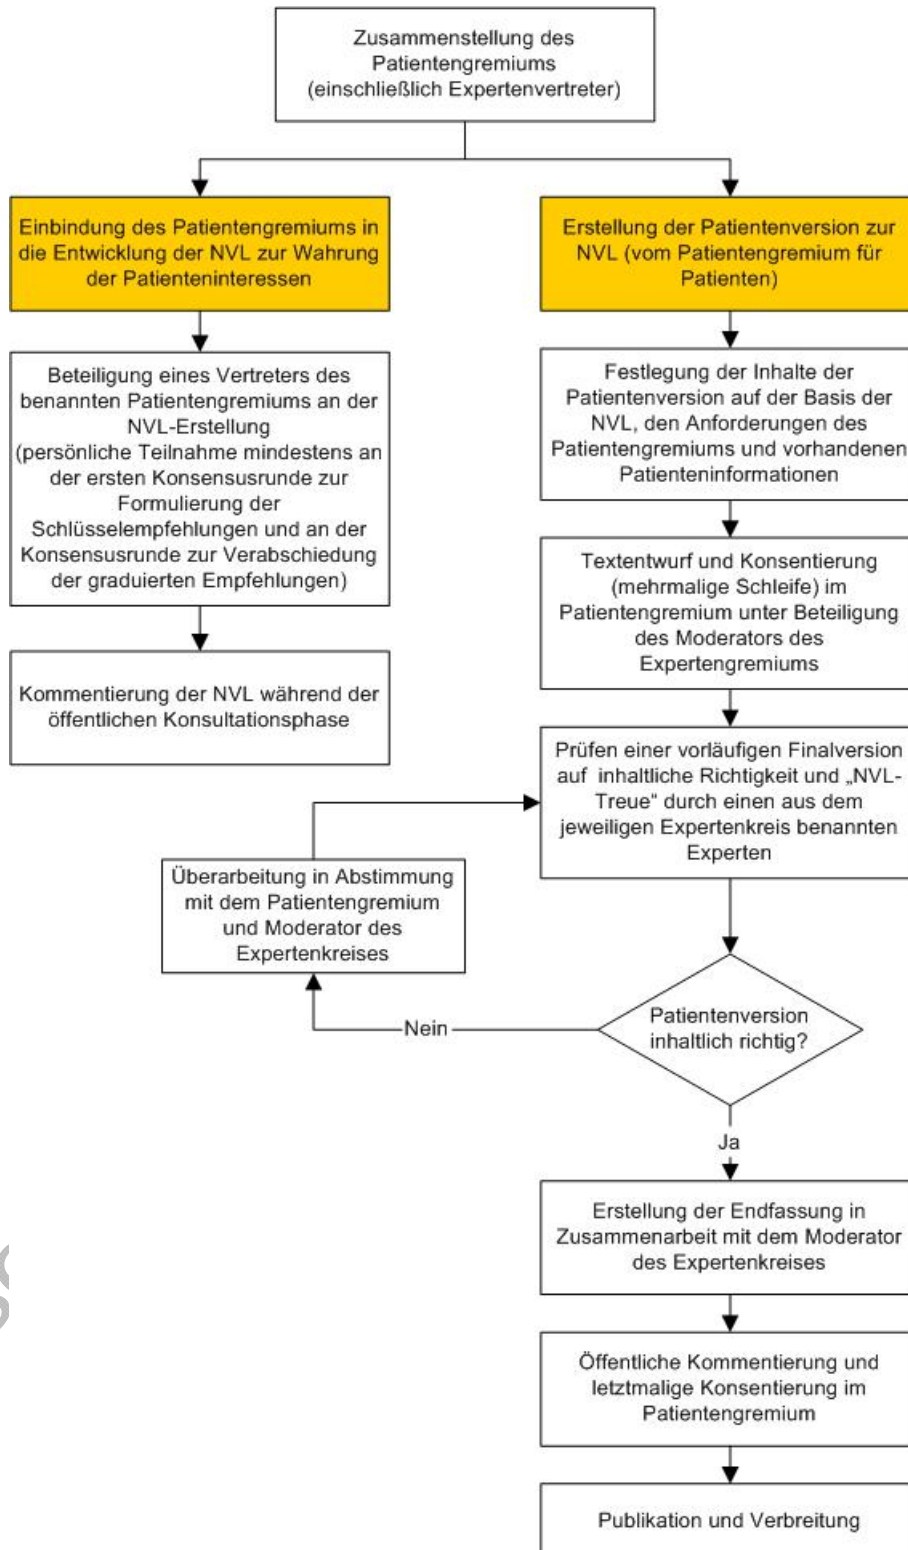 Zusammenstellung des
Patientengremiums
(einschließlich Expertenvertreter)
Einbindung des Patientengremiums in
die Entwicklung der NVL zur Wahrung
der Patienteninteressen
Beteiligung eines Vertreters des
benannten Patientengremiums an der
NVL-Erstellung
(persönliche Teilnahme mindestens an
der ersten Konsensusrunde zur
Formulierung der
Schlüsselempfehlungen und an der
Konsensusrunde zur Verabschiedung
der graduierten Empfehlungen)
Kommentierung der NVL während der
öffentlichen Konsultationsphase
Erstellung der Patientenversion zur
NVL (vom Patientengremium für
Patienten)
Festlegung der Inhalte der
Patientenversion auf der Basis der
NVL, den Anforderungen des
Patientengremiums und vorhandenen
Patienteninformationen
Textentwurf und Konsentierung
(mehrmalige Schleife) im
Patientengremium unter Beteiligung
des Moderators des
Expertengremiums
Prüfen einer vorläufigen Finalversion
auf inhaltliche Richtigkeit und „NVL-
Treue“ durch einen aus dem
jeweiligen Expertenkreis benannten
Experten
Überarbeitung in Abstimmung
mit dem Patientengremium
und Moderator des
Expertenkreises
Patientenversion
inhaltlich richtig?
Nein
Ja
Erstellung der Endfassung in
Zusammenarbeit mit dem Moderator
des Expertenkreises
Öffentliche Kommentierung und
letztmalige Konsentierung im
Patientengremium
Publikation und Verbreitung